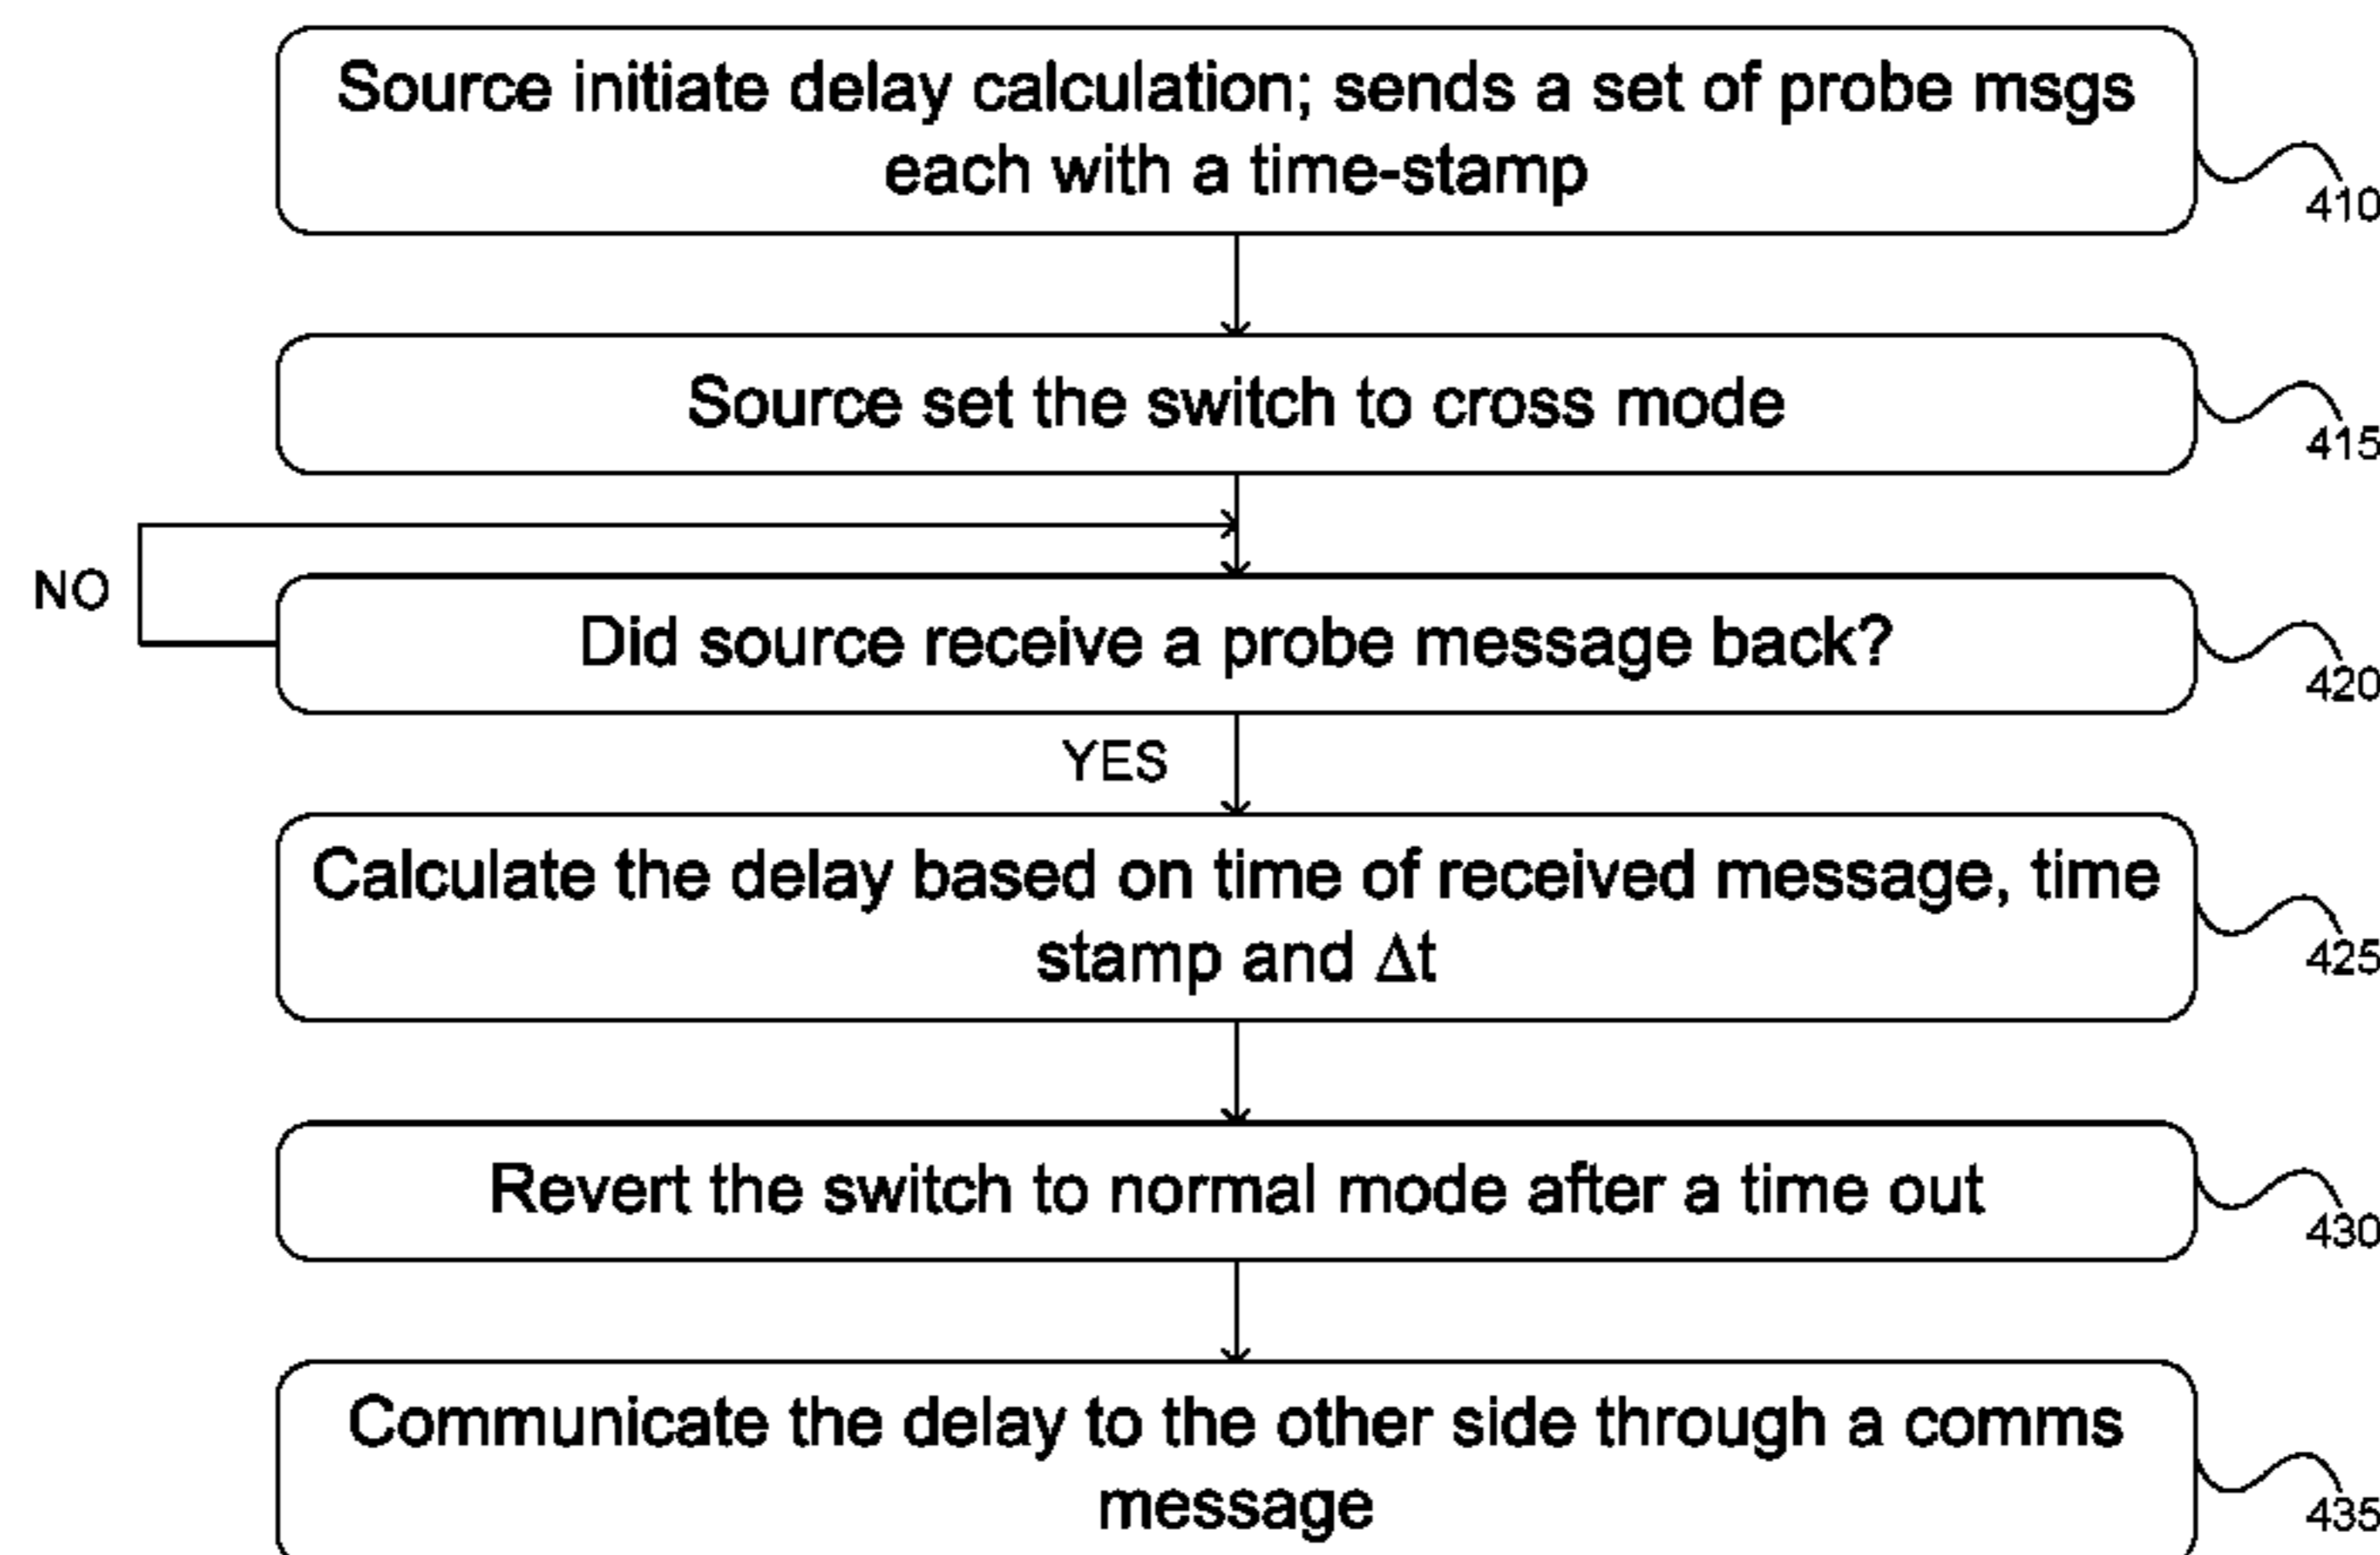 Source initiate delay calculation; sends a set of probe msgs
each with a time-stamp
410
Source set the switch to cross mode
415
NO
Did source receive a probe message back?
420
YES
Calculate the delay based on time of received message, time
stamp and Δt
425
Revert the switch to normal mode after a time out
430
Communicate the delay to the other side through a comms
message
435